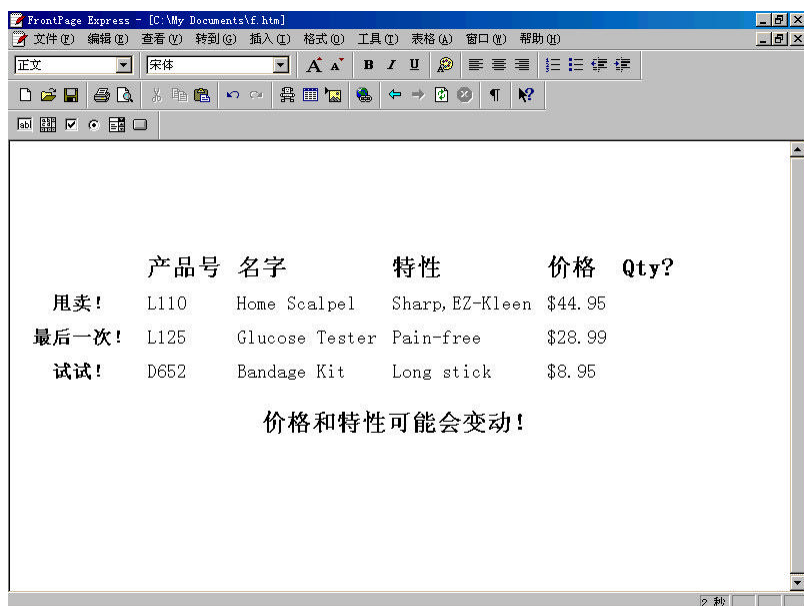 FrontPage Express - [C:\My Documents\f.htm]
文件(F) 编辑(E) 查看(V) 转到(G) 插入(I) 格式(O) 工具(T) 表格(A) 窗口(W) 帮助(H)
正文 宋体 A A B I U
abl
产品号 名字 特性 价格 Qty?
甩卖! L110 Home Scalpel Sharp,EZ-Kleen $44.95
最后一次! L125 Glucose Tester Pain-free $28.99
试试! D652 Bandage Kit Long stick $8.95
价格和特性可能会变动!
2 秒